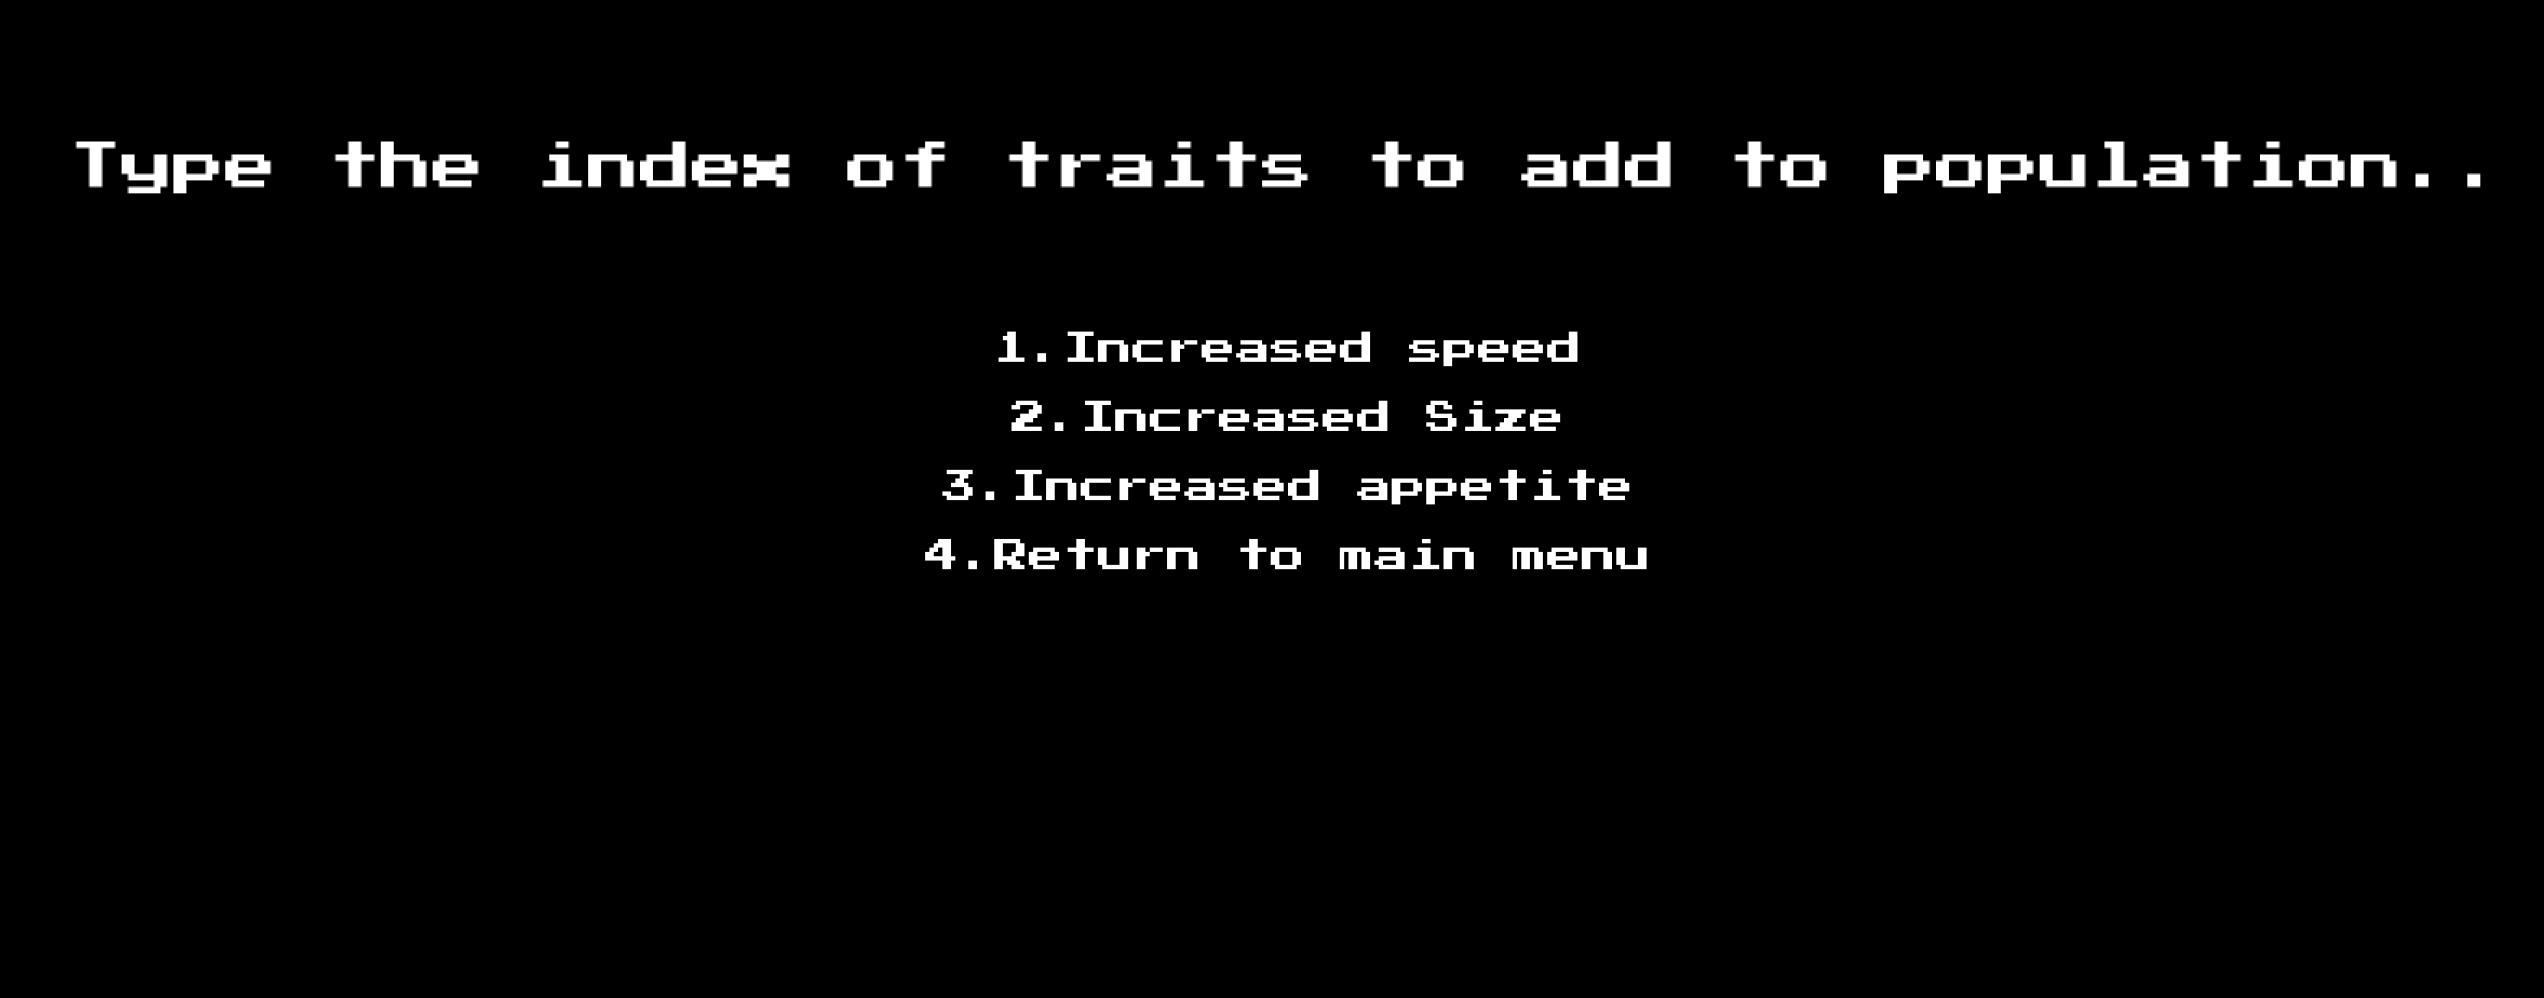 Type the index of traits to add to population..
1.Increased speed
2.Increased Size
3.Increased appetite
4.Return to main menu